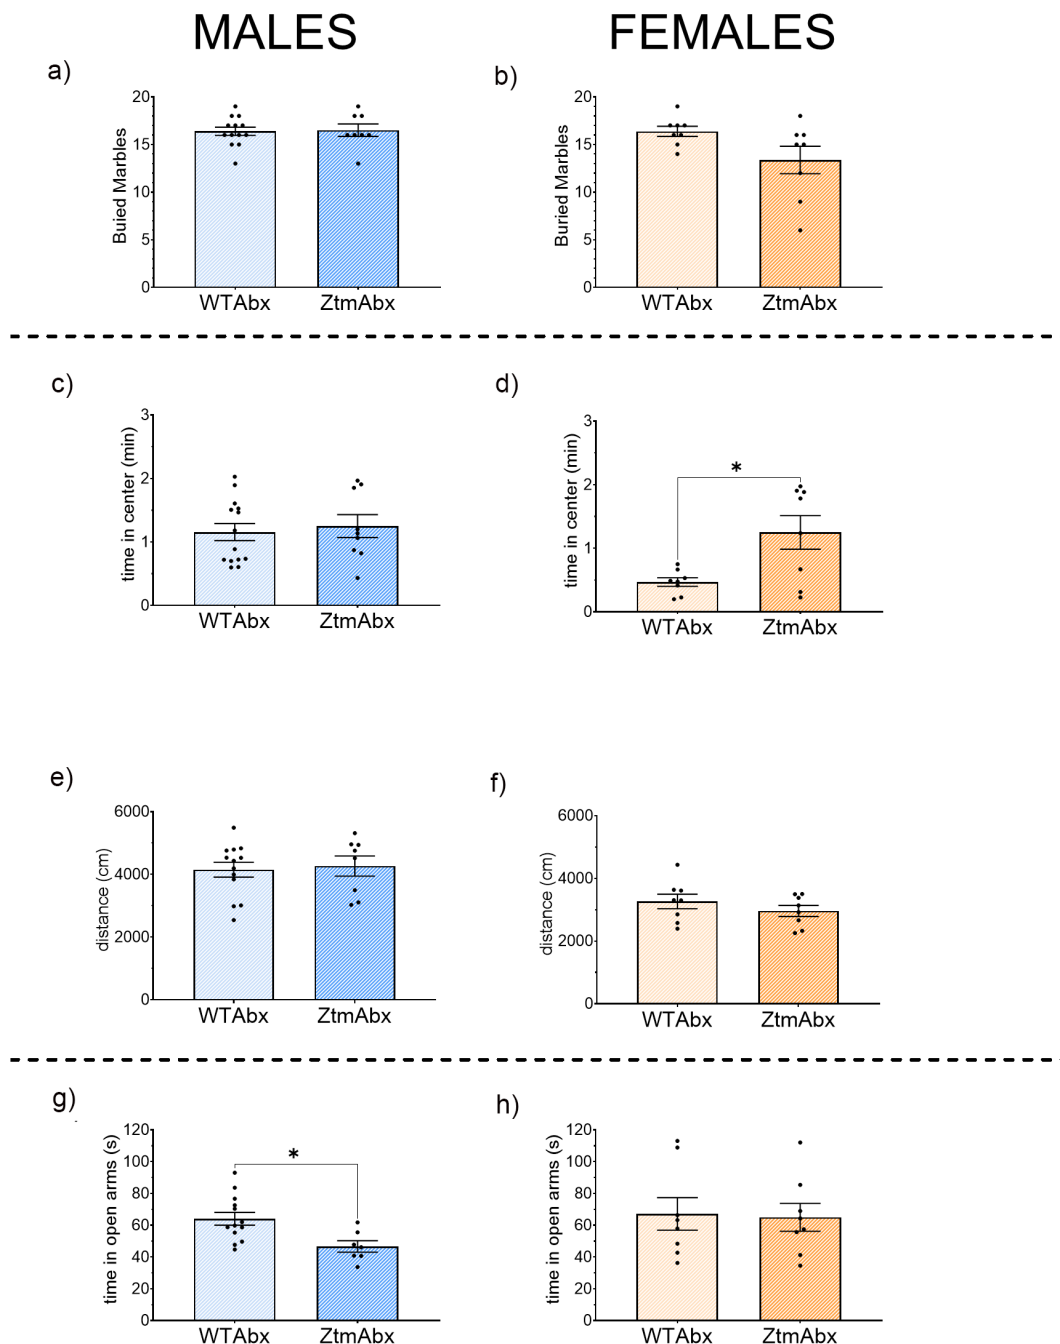 MALES
FEMALES
a)
Buied Marbles
20
15
10
5
0
WTAbx
ZtmAbx
b)
Buried Marbles
20
15
10
5
0
WTAbx
ZtmAbx
c)
time in center (min)
3
2
1
0
WTAbx
ZtmAbx
d)
time in center (min)
3
2
1
0
*
WTAbx
ZtmAbx
e)
distance (cm)
6000
4000
2000
0
WTAbx
ZtmAbx
f)
distance (cm)
6000
4000
2000
0
WTAbx
ZtmAbx
g)
time in open arms (s)
120
100
80
60
40
20
0
*
WTAbx
ZtmAbx
h)
time in open arms (s)
120
100
80
60
40
20
0
WTAbx
ZtmAbx